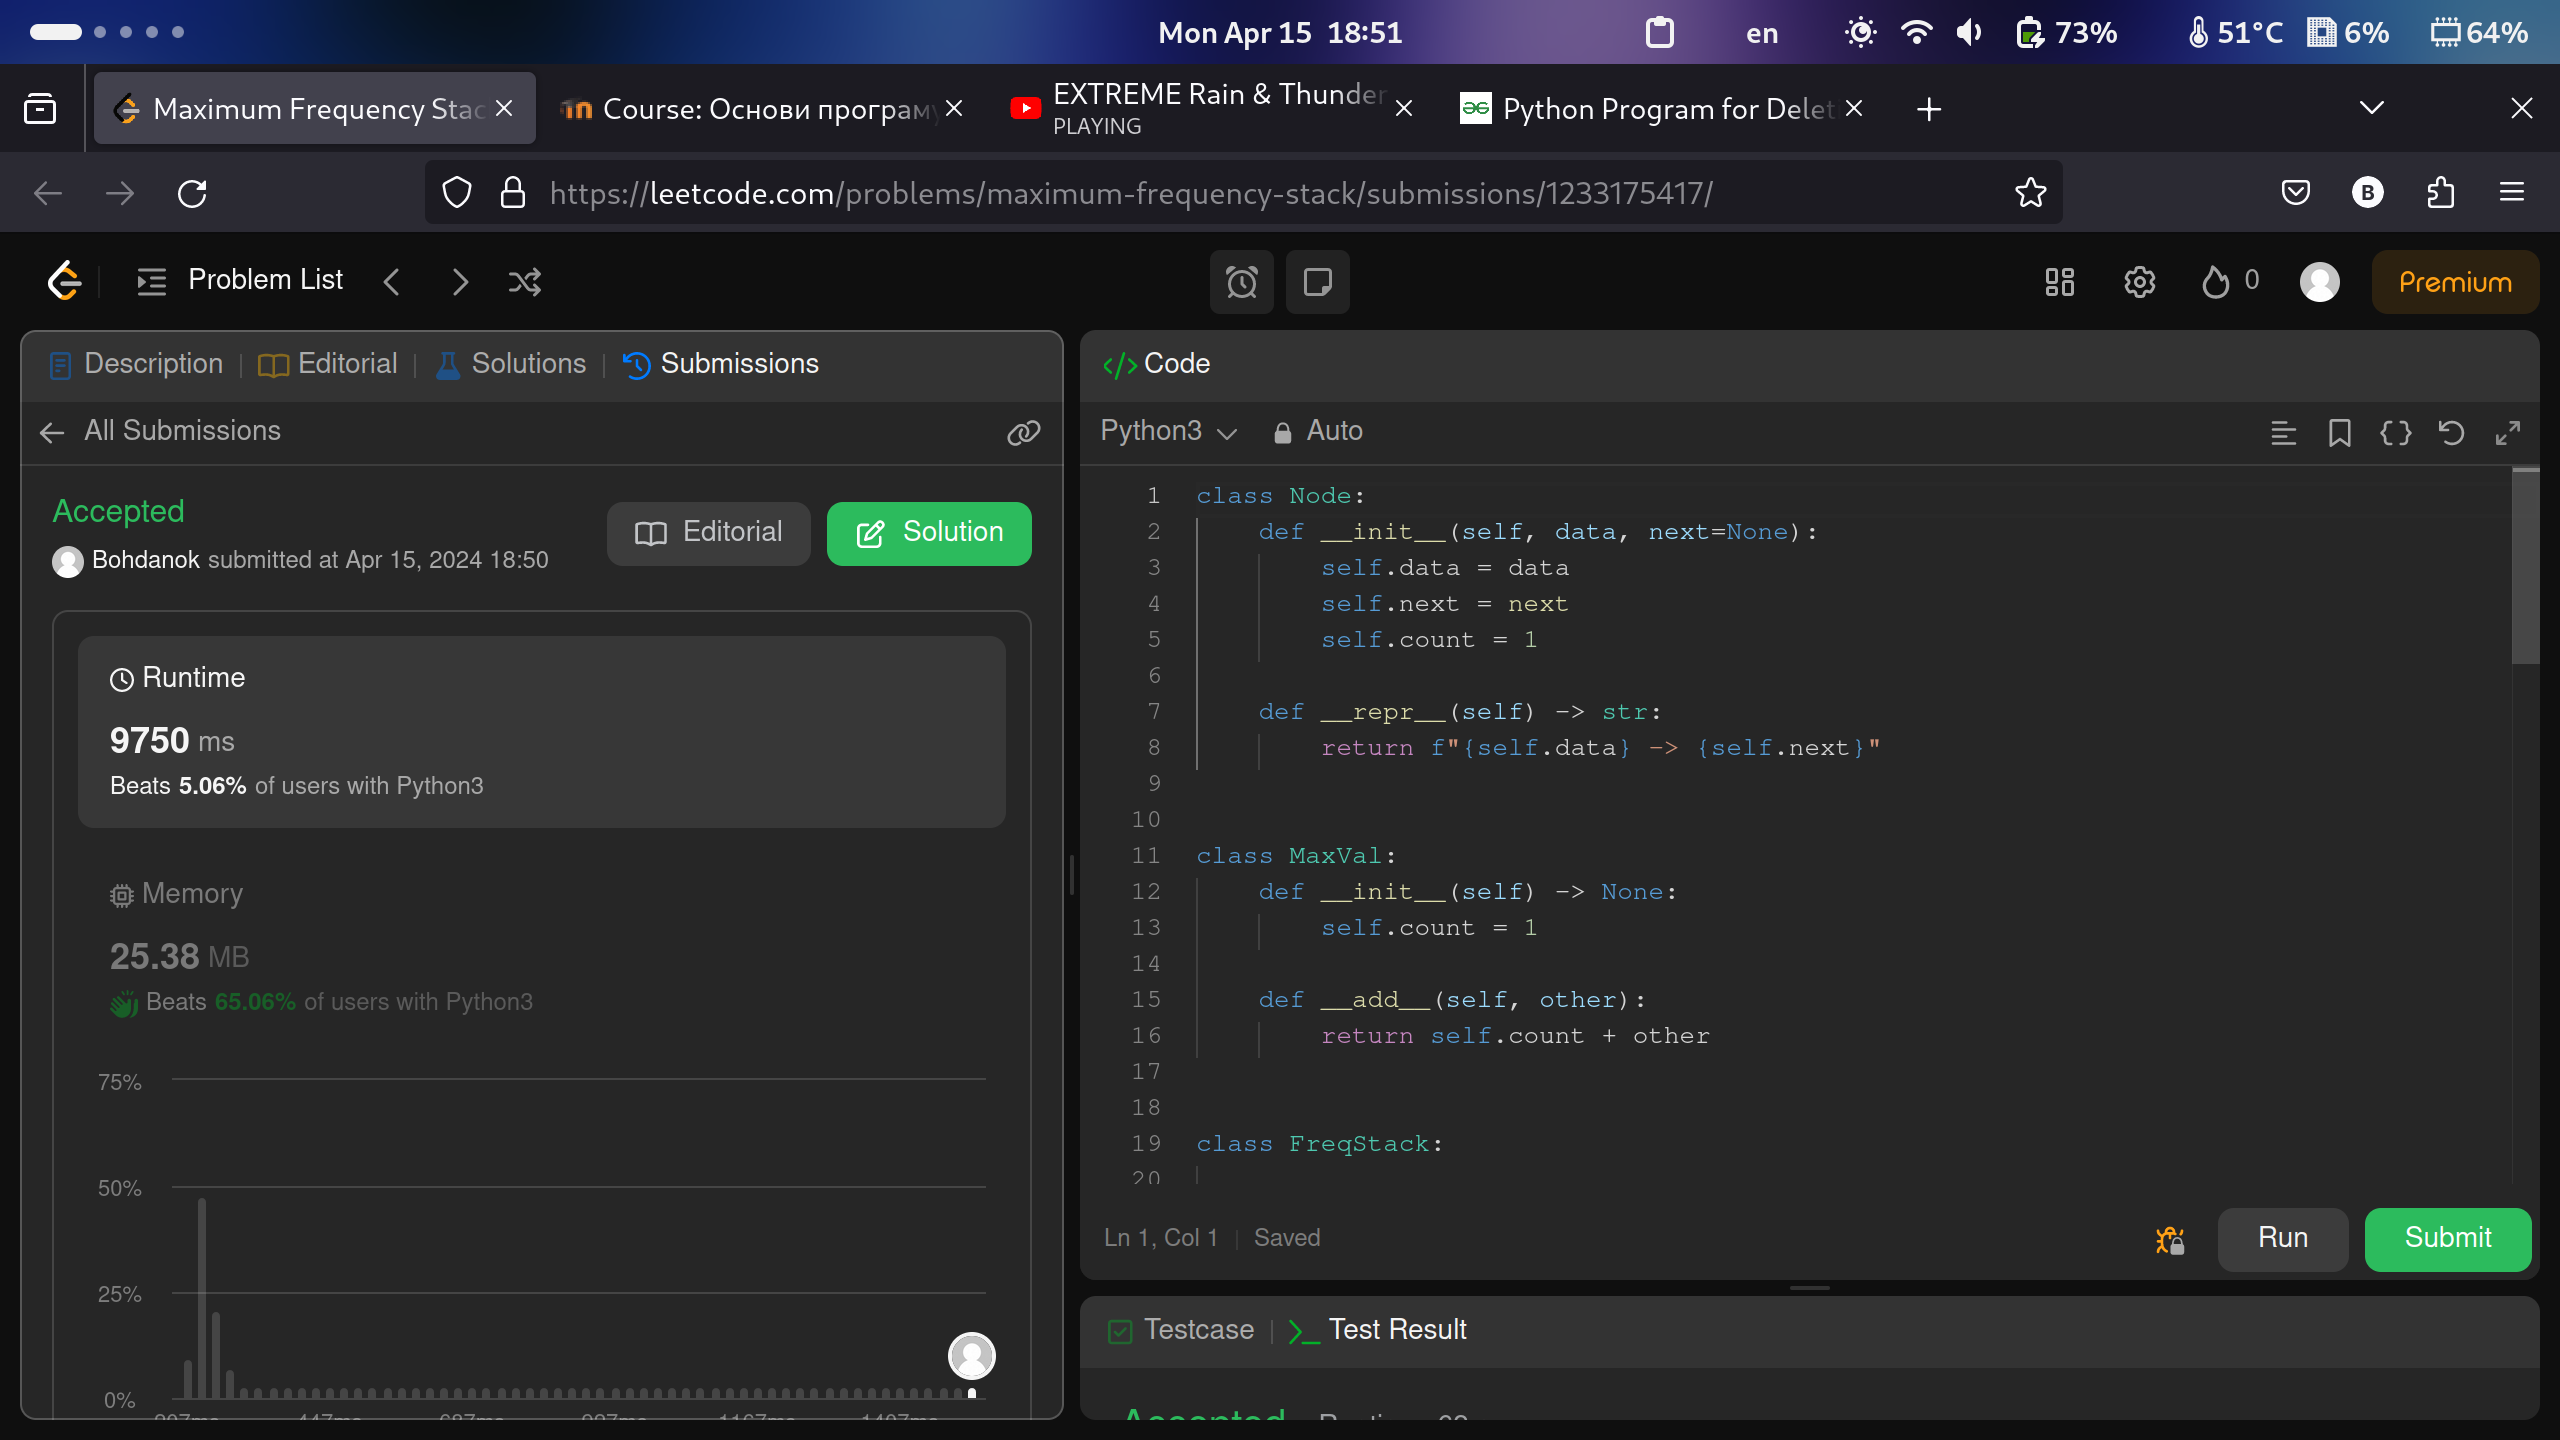 Mon Apr 15 18:51
en
73%
51°C
6%
64%
Maximum Frequency Stac
Course: Основи програму
EXTREME Rain & Thunder
PLAYING
Python Program for Delet
https://leetcode.com/problems/maximum-frequency-stack/submissions/1233175417/
B
Problem List
0
Premium
Description
Editorial
Solutions
Submissions
All Submissions
Accepted
Bohdanok submitted at Apr 15, 2024 18:50
Editorial
Solution
Runtime
9750 ms
Beats 5.06% of users with Python3
Memory
25.38 MB
Beats 65.06% of users with Python3
75%
50%
25%
0%
207ms 447ms 687ms 927ms 1167ms 1407ms
</> Code
Python3
Auto
1 class Node:
2 def __init__(self, data, next=None):
3 self.data = data
4 self.next = next
5 self.count = 1
6
7 def __repr__(self) -> str:
8 return f"{self.data} -> {self.next}"
9
10
11 class MaxVal:
12 def __init__(self) -> None:
13 self.count = 1
14
15 def __add__(self, other):
16 return self.count + other
17
18
19 class FreqStack:
20
Ln 1, Col 1
Saved
Run
Submit
Testcase
Test Result
Accepted